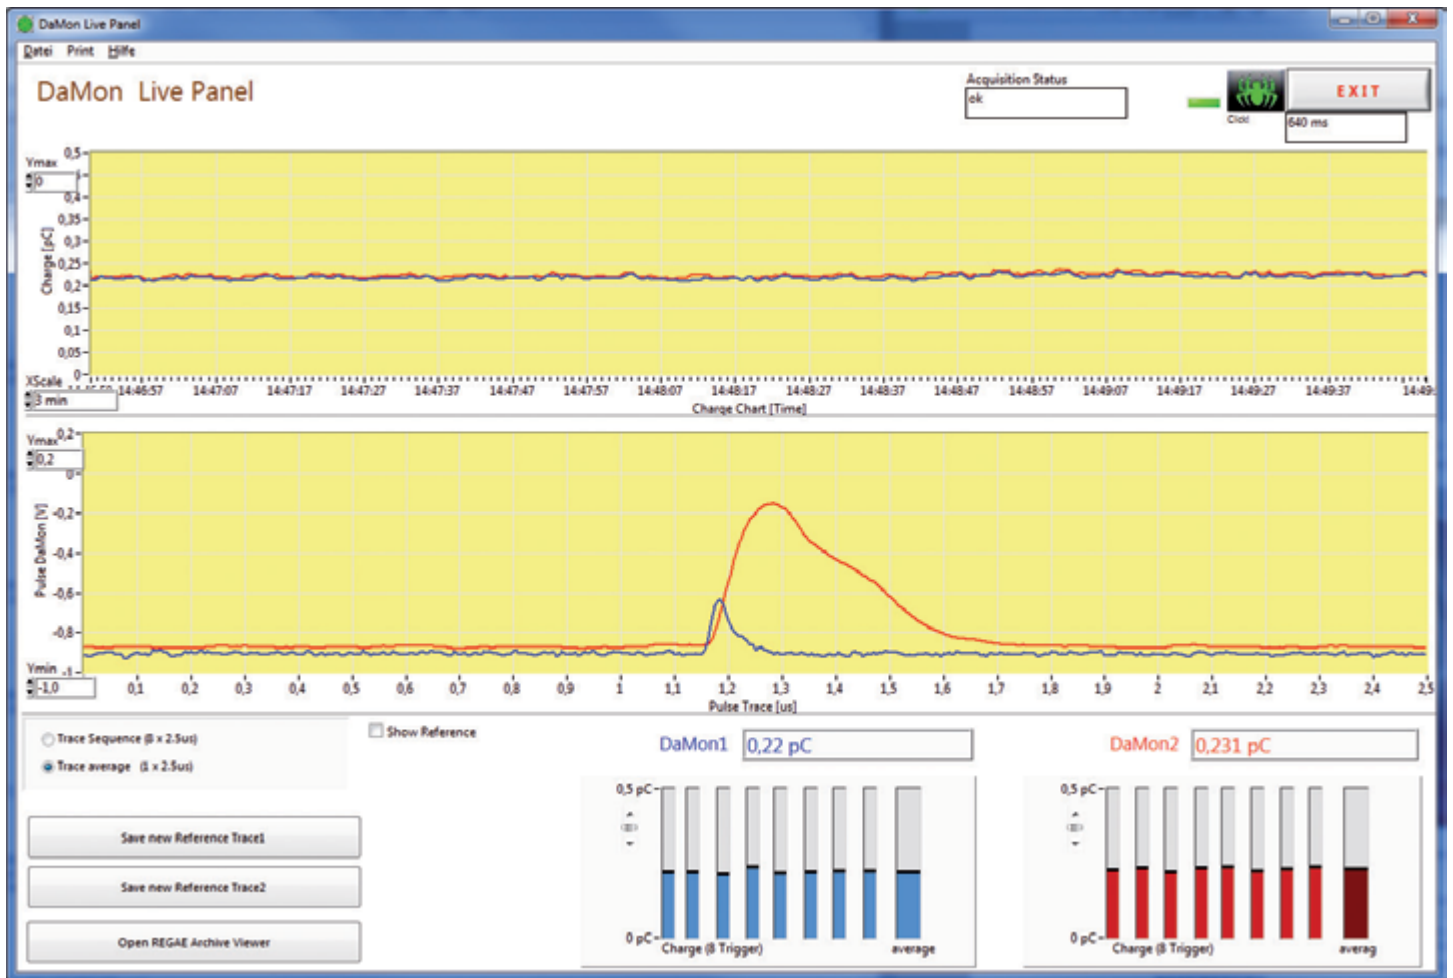 DaMon Live Panel
Datei Print Hilfe
DaMon Live Panel
Acquisition Status
ok
Click!
EXIT
640 ms
Ymax
0
0,5
0,4
0,35
0,3
0,25
0,2
0,15
0,1
0,05
0
Charge [pC]
XScale
3 min
14:46:57 14:47:07 14:47:17 14:47:27 14:47:37 14:47:47 14:47:57 14:48:07 14:48:17 14:48:27 14:48:37 14:48:47 14:48:57 14:49:07 14:49:17 14:49:27 14:49:37 14:49:
Charge Chart [Time]
Ymax
0,2
0,2
0
-0,2
-0,4
-0,6
-0,8
-1
Pulse DaMon [V]
Ymin
-1,0
0,1 0,2 0,3 0,4 0,5 0,6 0,7 0,8 0,9 1 1,1 1,2 1,3 1,4 1,5 1,6 1,7 1,8 1,9 2 2,1 2,2 2,3 2,4 2,5
Pulse Trace [us]
Trace Sequence (8 x 2.5us)
Trace average (1 x 2.5us)
Show Reference
Save new Reference Trace1
Save new Reference Trace2
Open REGAE Archive Viewer
DaMon1 0,22 pC
0,5 pC
0 pC
Charge (8 Trigger) average
DaMon2 0,231 pC
0,5 pC
0 pC
Charge (8 Trigger) averag